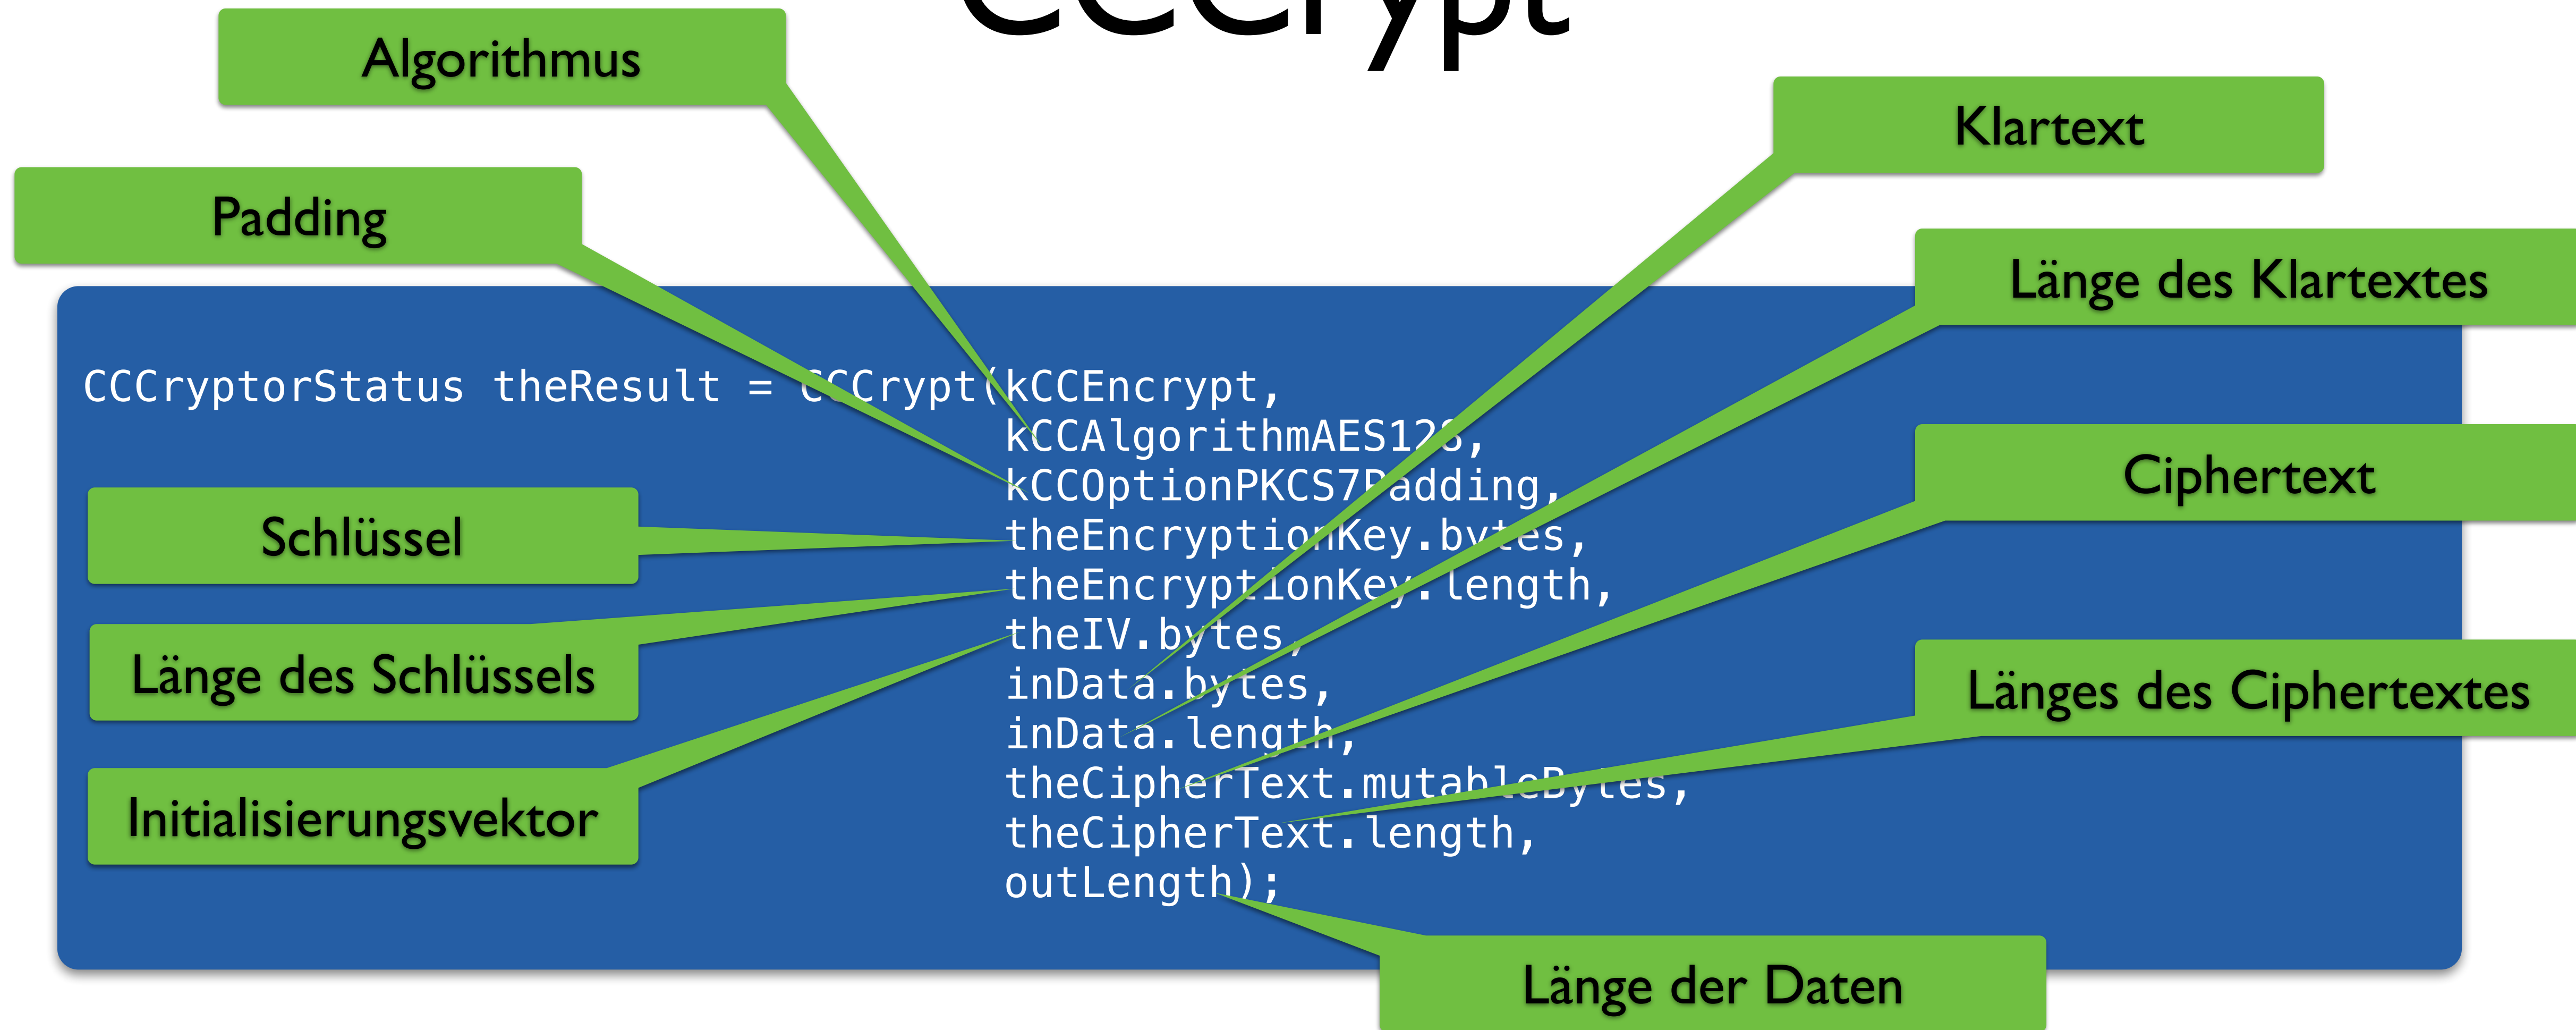 CCCrypt
Algorithmus
Klartext
Padding
Länge des Klartextes
CCCryptorStatus theResult = CCCrypt(kCCEncrypt,
kCCAlgorithmAES128,
kCCOptionPKCS7Padding,
theEncryptionKey.bytes,
theEncryptionKey.length,
theIV.bytes,
inData.bytes,
inData.length,
theCipherText.mutableBytes,
theCipherText.length,
outLength);
Schlüssel
Länge des Schlüssels
Initialisierungsvektor
Ciphertext
Länges des Ciphertextes
Länge der Daten